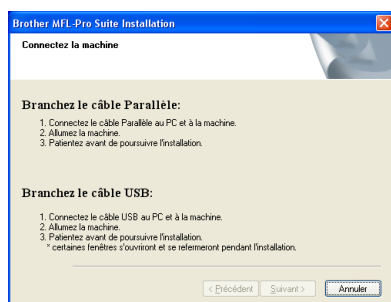 Brother MFL-Pro Suite Installation
Connectez la machine
Branchez le câble Parallèle:
1. Connectez le câble Parallèle au PC et à la machine.
2. Allumez la machine.
3. Patientez avant de poursuivre l'installation.
Branchez le câble USB:
1. Connectez le câble USB au PC et à la machine.
2. Allumez la machine.
3. Patientez avant de poursuivre l'installation.
* certaines fenêtres s'ouvriront et se refermeront pendant l'installation.
< Précédent Suivant > Annuler